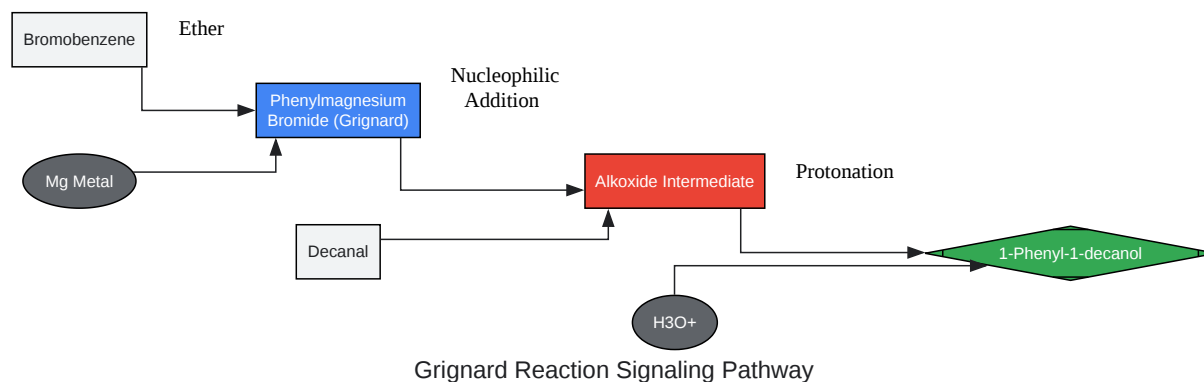 Bromobenzene
Ether
Phenylmagnesium
Bromide (Grignard)
Nucleophilic
Addition
Mg Metal
Alkoxide Intermediate
Protonation
Decanal
1-Phenyl-1-decanol
H3O+
Grignard Reaction Signaling Pathway